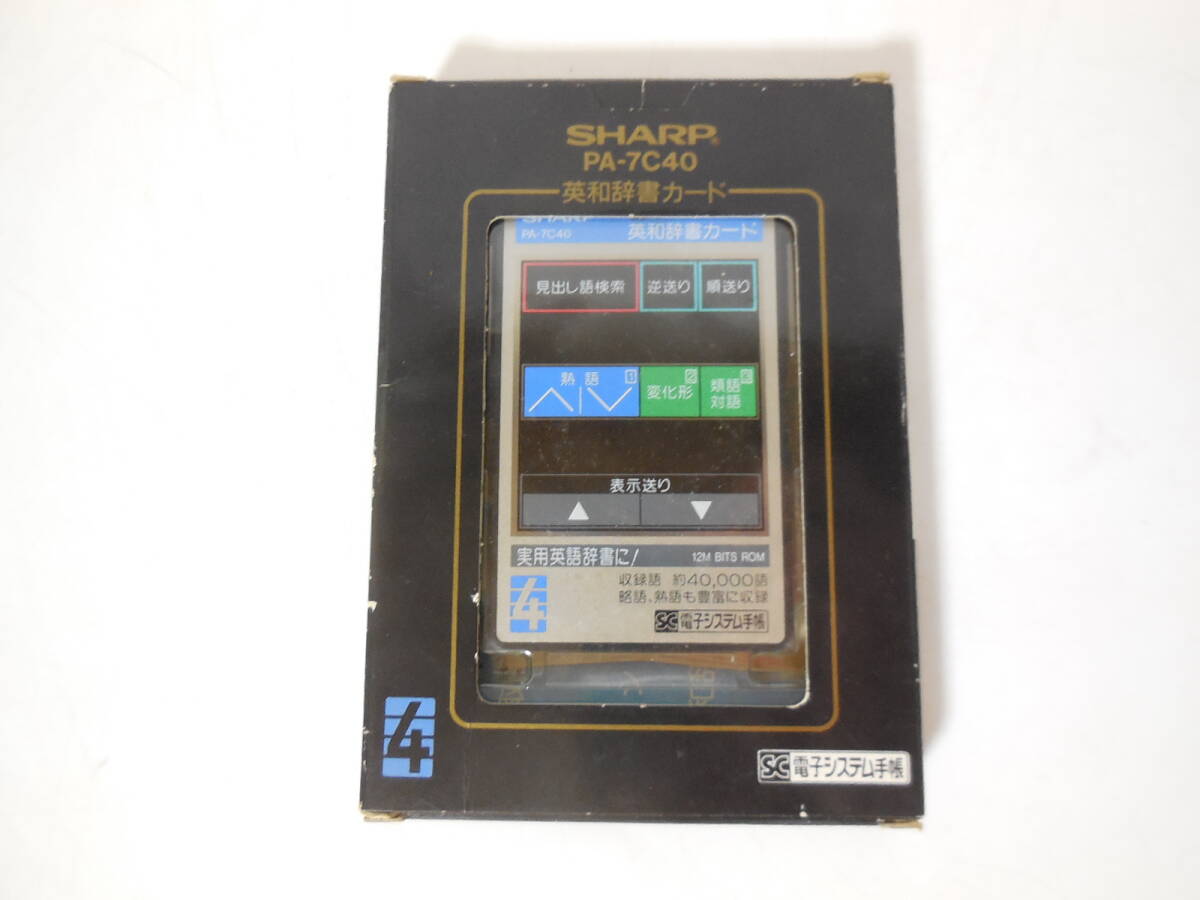 SHARP
PA-7C40
英和辞書カード
SHARP
PA-7C40 英和辞書カード
見出し語検索 逆送り 順送り
熟語 変化形 類語
対語
表示送り
▲ ▼
実用英語辞書に! 12M BITS ROM
4 収録語 約40,000語
略語、熟語も豊富に収録
SC 電子システム手帳
4
SC 電子システム手帳